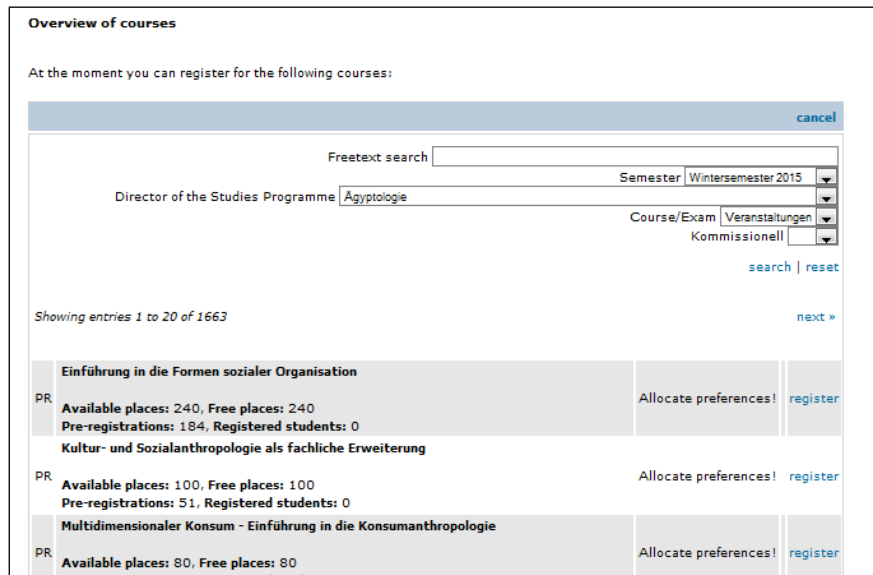 Overview of courses
At the moment you can register for the following courses:
cancel
Freetext search
Semester Wintersemester 2015
Director of the Studies Programme Ägyptologie
Course/Exam Veranstaltungen
Kommissionell
search | reset
Showing entries 1 to 20 of 1663 next »
Einführung in die Formen sozialer Organisation
PR Allocate preferences! register
Available places: 240, Free places: 240
Pre-registrations: 184, Registered students: 0
Kultur- und Sozialanthropologie als fachliche Erweiterung
PR Allocate preferences! register
Available places: 100, Free places: 100
Pre-registrations: 51, Registered students: 0
Multidimensionaler Konsum - Einführung in die Konsumanthropologie
PR Allocate preferences! register
Available places: 80, Free places: 80